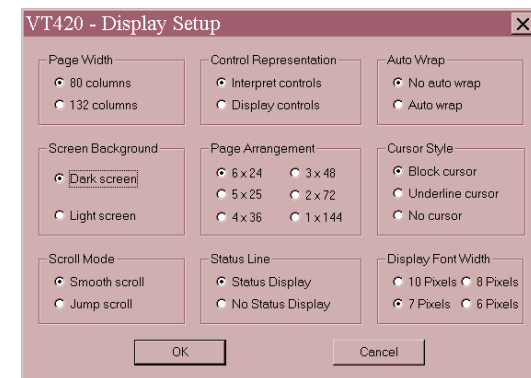 VT420 - Display Setup
Page Width
80 columns
132 columns
Control Representation
Interpret controls
Display controls
Auto Wrap
No auto wrap
Auto wrap
Screen Background
Dark screen
Light screen
Page Arrangement
6 x 24 3 x 48
5 x 25 2 x 72
4 x 36 1 x 144
Cursor Style
Block cursor
Underline cursor
No cursor
Scroll Mode
Smooth scroll
Jump scroll
Status Line
Status Display
No Status Display
Display Font Width
10 Pixels 8 Pixels
7 Pixels 6 Pixels
OK Cancel